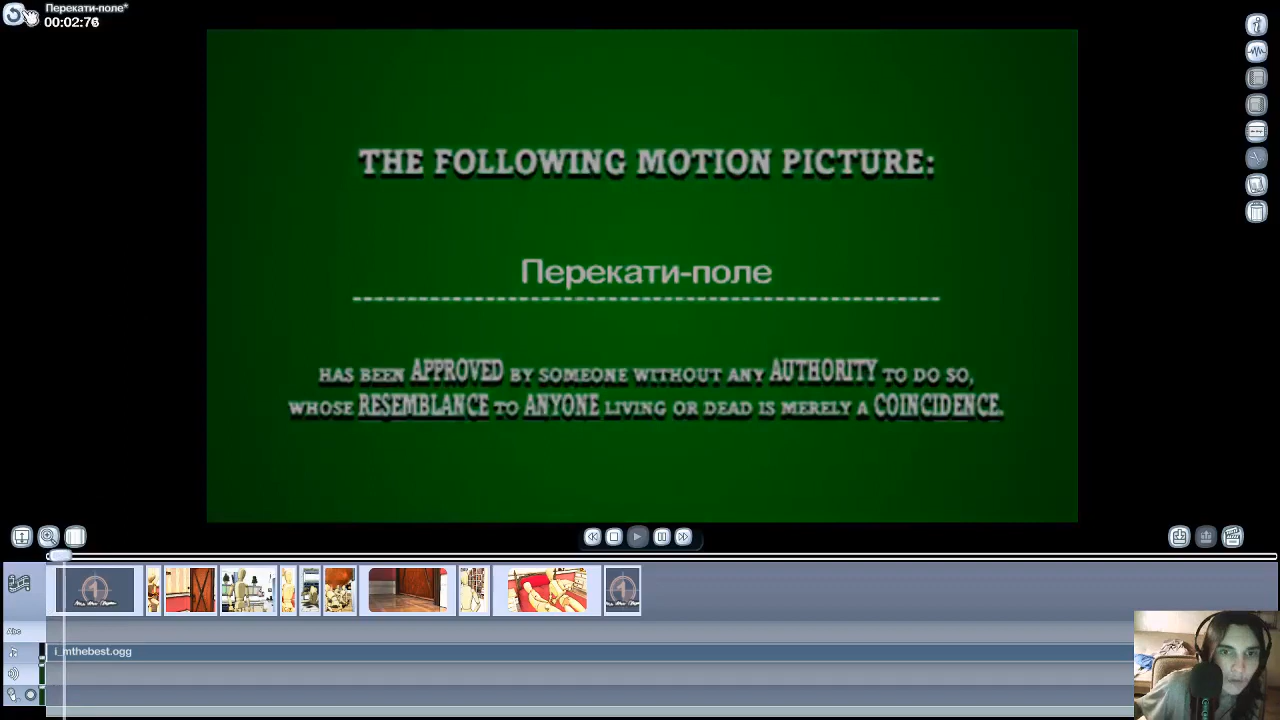 Перекати-поле*
00:02:76
THE FOLLOWING MOTION PICTURE:
Перекати-поле
HAS BEEN APPROVED BY SOMEONE WITHOUT ANY AUTHORITY TO DO SO,
WHOSE RESEMBLANCE TO ANYONE LIVING OR DEAD IS MERELY A COINCIDENCE.
Abc
i_mthebest.ogg